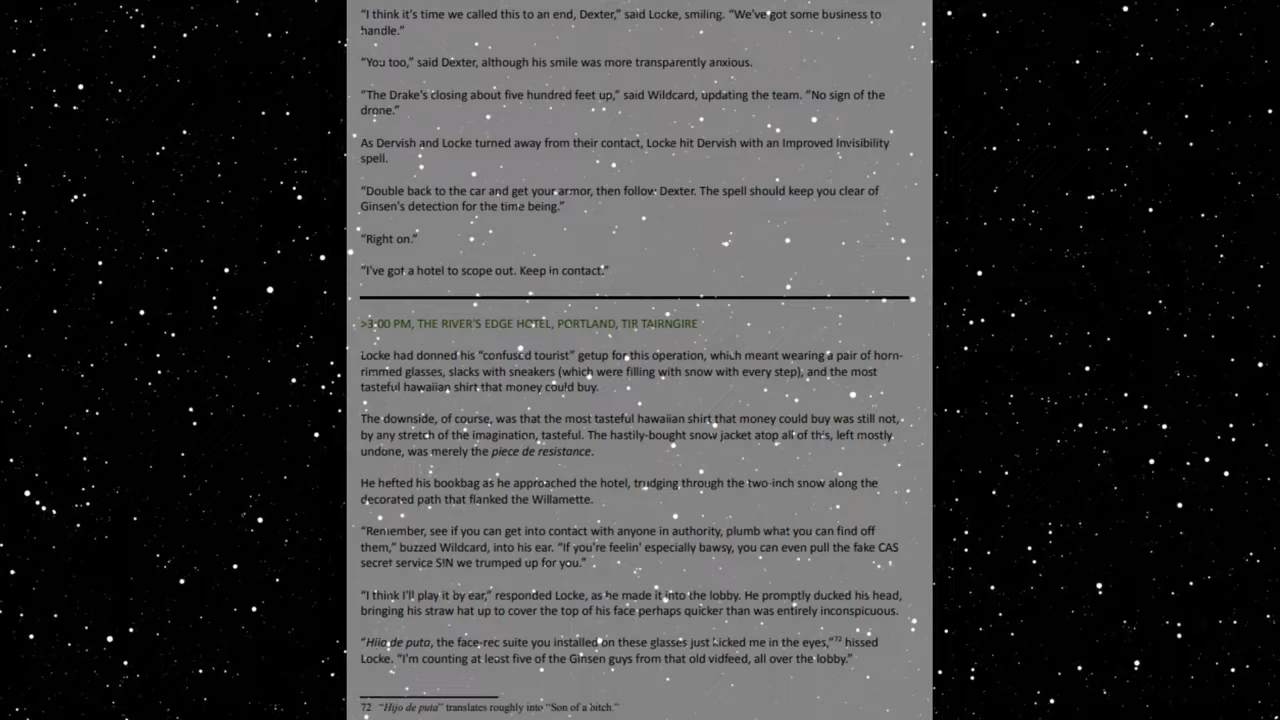 “I think it’s time we called this to an end, Dexter,” said Locke, smiling. “We’ve got some business to
handle.”
“You too,” said Dexter, although his smile was more transparently anxious.
“The Drake’s closing about five hundred feet up,” said Wildcard, updating the team. “No sign of the
drone.”
As Dervish and Locke turned away from their contact, Locke hit Dervish with an Improved Invisibility
spell.
“Double back to the car and get your armor, then follow Dexter. The spell should keep you clear of
Ginsen’s detection for the time being.”
“Right on.”
“I’ve got a hotel to scope out. Keep in contact.”
>3:00 PM, THE RIVER’S EDGE HOTEL, PORTLAND, TIR TAIRNGIRE
Locke had donned his “confused tourist” getup for this operation, which meant wearing a pair of horn-
rimmed glasses, slacks with sneakers (which were filling with snow with every step), and the most
tasteful hawaiian shirt that money could buy.
The downside, of course, was that the most tasteful hawaiian shirt that money could buy was still not,
by any stretch of the imagination, tasteful. The hastily-bought snow jacket atop all of this, left mostly
undone, was merely the piece de resistance.
He hefted his bookbag as he approached the hotel, trudging through the two-inch snow along the
decorated path that flanked the Willamette.
“Remember, see if you can get into contact with anyone in authority, plumb what you can find off
them,” buzzed Wildcard, into his ear. “If you’re feelin’ especially bawsy, you can even pull the fake CAS
secret service SIN we trumped up for you.”
“I think I’ll play it by ear,” responded Locke, as he made it into the lobby. He promptly ducked his head,
bringing his straw hat up to cover the top of his face perhaps quicker than was entirely inconspicuous.
“Hijo de puta, the face-rec suite you installed on these glasses just kicked me in the eyes,”72 hissed
Locke. “I’m counting at least five of the Ginsen guys from that old vidfeed, all over the lobby.”
72 “Hijo de puta” translates roughly into “Son of a bitch.”